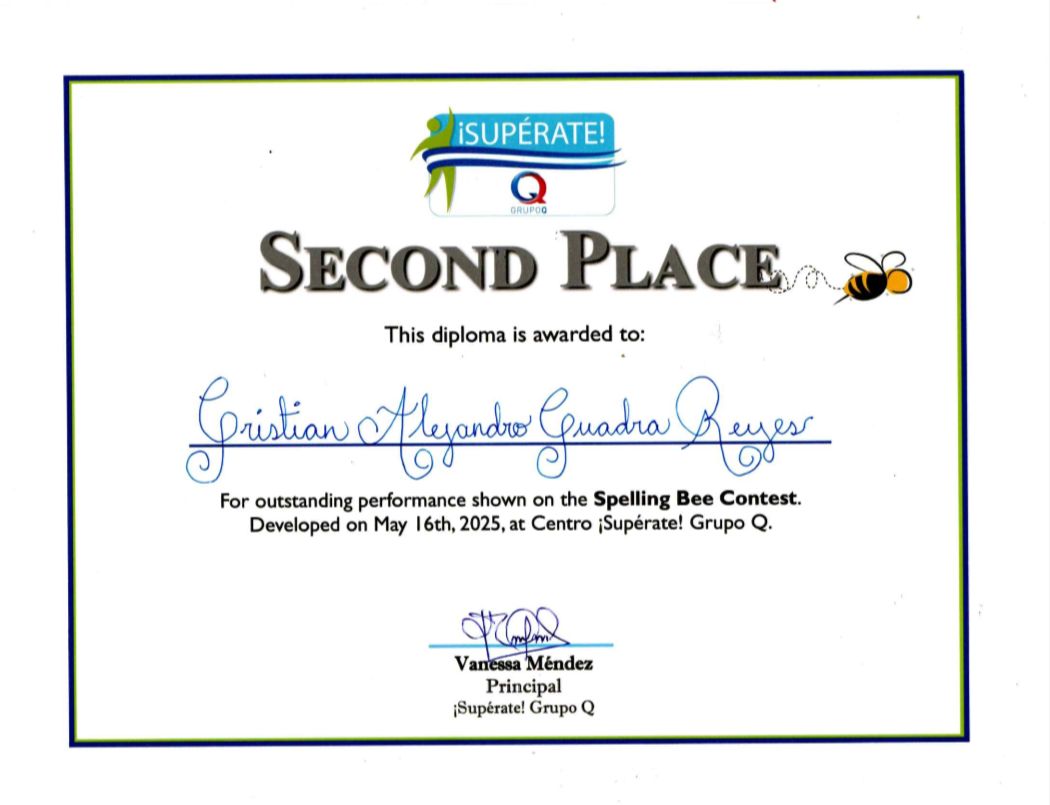 ¡SUPÉRATE!
GRUPOQ
SECOND PLACE
This diploma is awarded to:
Cristian Alejandro Guadra Reyes
For outstanding performance shown on the Spelling Bee Contest.
Developed on May 16th, 2025, at Centro ¡Supérate! Grupo Q.
Vanessa Méndez
Principal
¡Supérate! Grupo Q